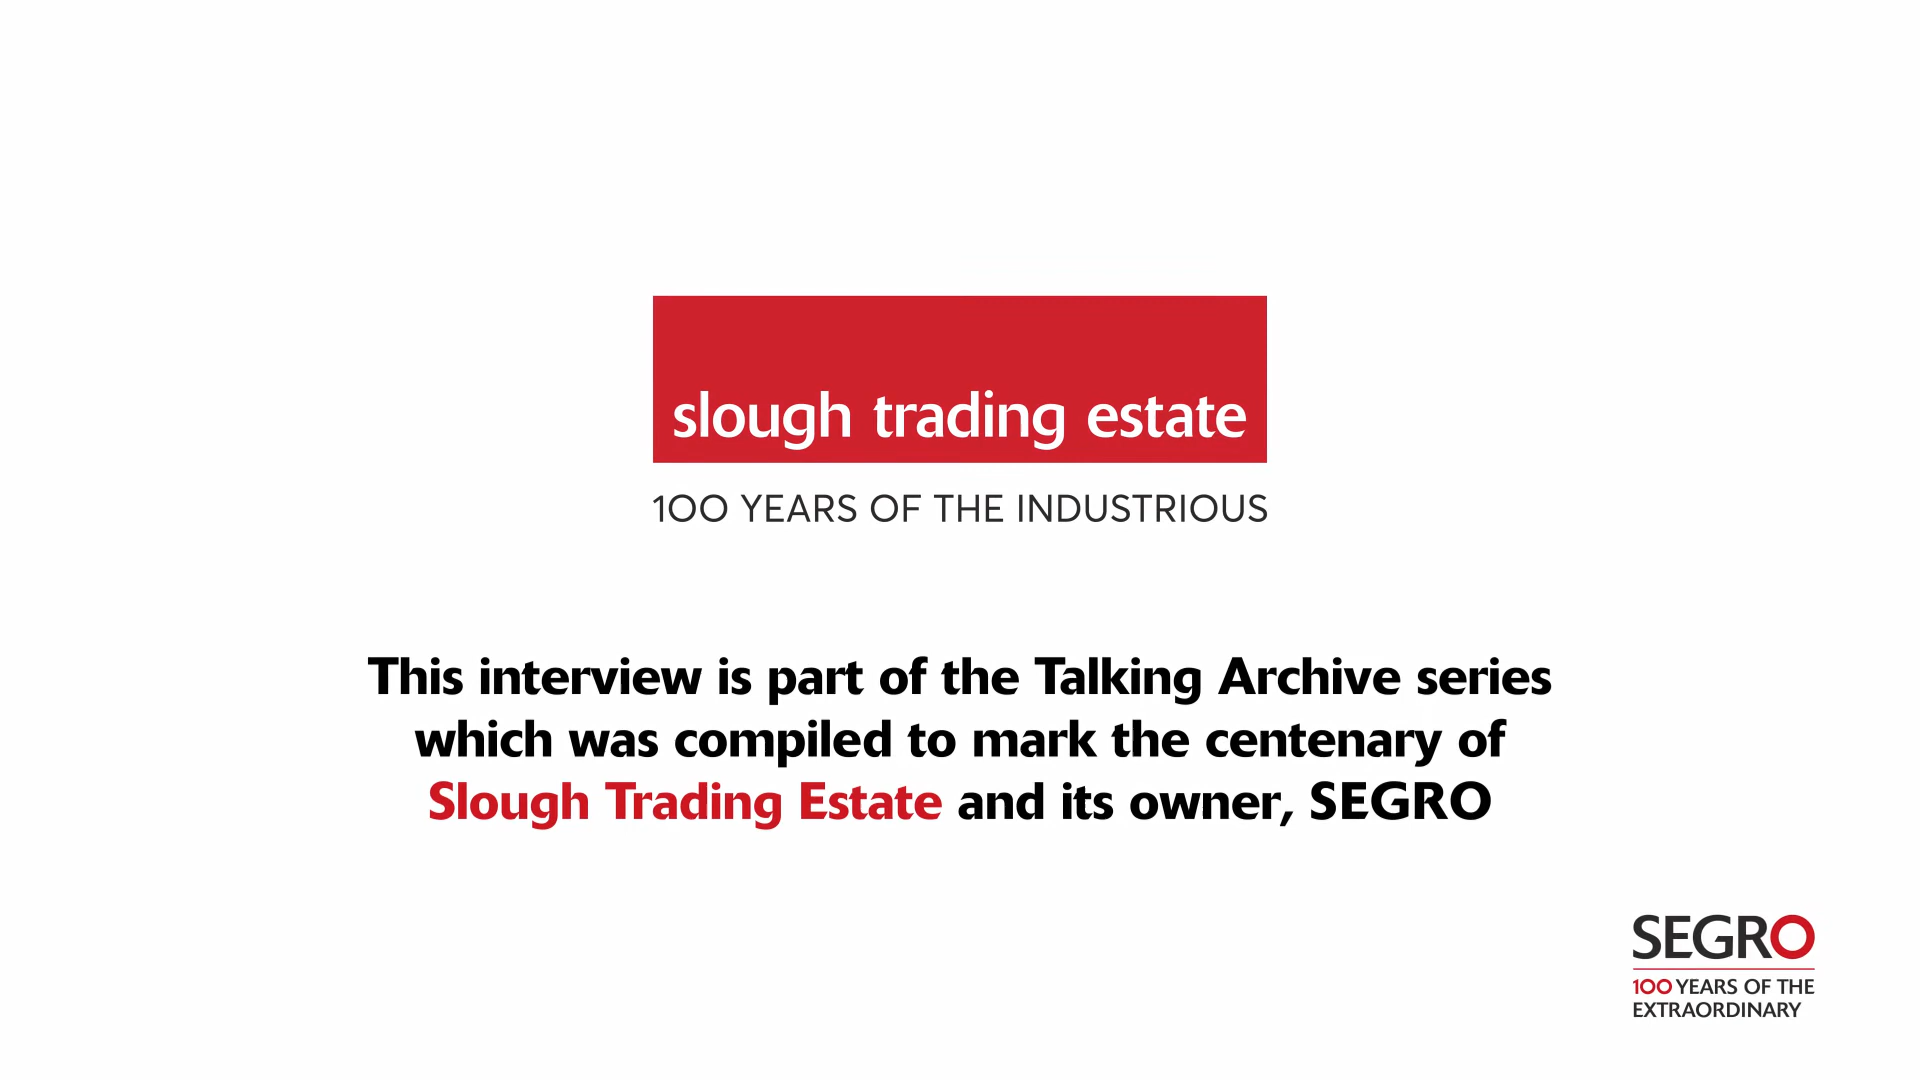 slough trading estate
100 YEARS OF THE INDUSTRIOUS
This interview is part of the Talking Archive series
which was compiled to mark the centenary of
Slough Trading Estate and its owner, SEGRO
SEGRO
100 YEARS OF THE
EXTRAORDINARY